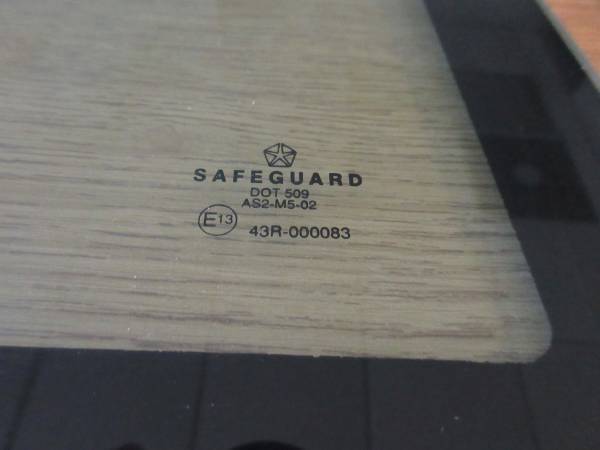 SAFEGUARD
DOT 509
AS2-M5-02
E13 43R-000083